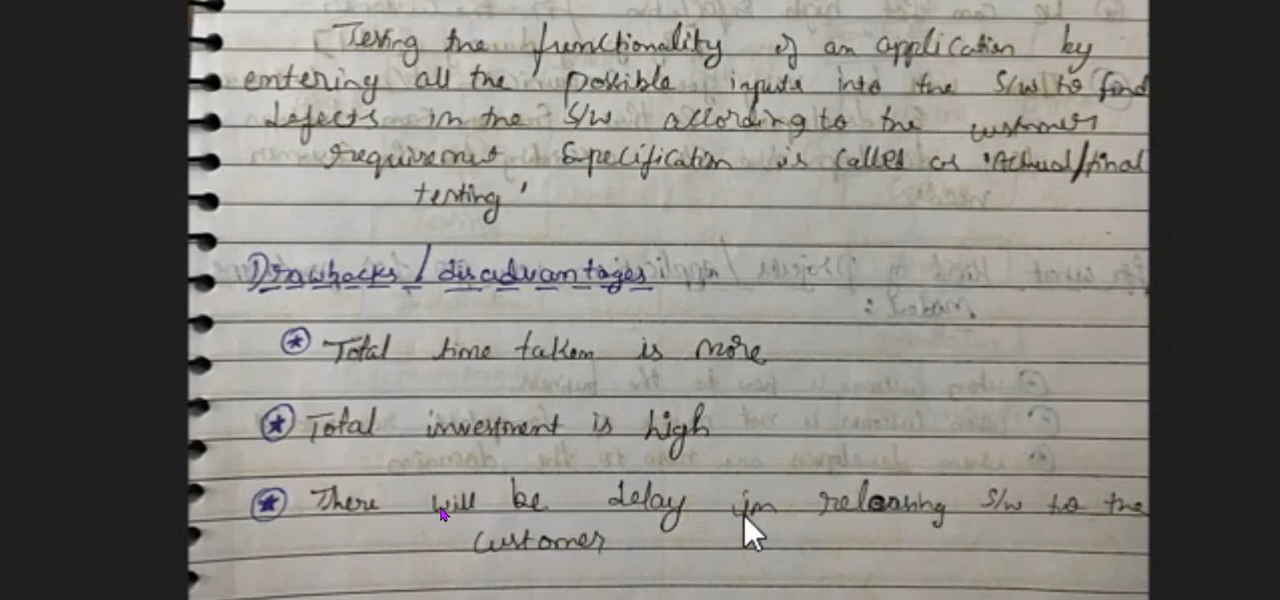 Testing the functionality of an application by
entering all the possible inputs into the S/w to find
defects in the S/w according to the customer
requirement Specification is called as 'Actual/final
testing'
Drawbacks / disadvantages
Total time taken is more
Total investment is high
There will be delay in releasing S/w to the
customer